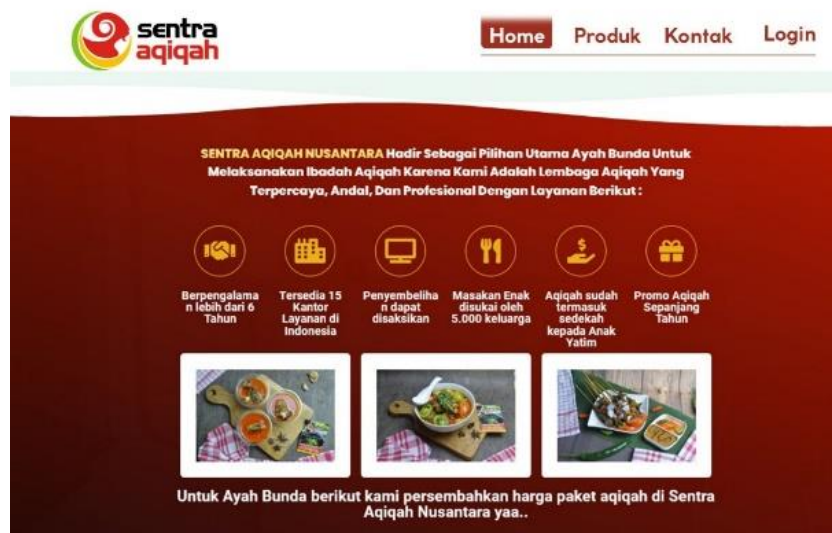 sentra
aqiqah
Home Produk Kontak Login
SENTRA AQIQAH NUSANTARA Hadir Sebagai Pilihan Utama Ayah Bunda Untuk
Melaksanakan Ibadah Aqiqah Karena Kami Adalah Lembaga Aqiqah Yang
Terpercaya, Andal, Dan Profesional Dengan Layanan Berikut :
Berpengalama
n lebih dari 6
Tahun
Tersedia 15
Kantor
Layanan di
Indonesia
Penyembeliha
n dapat
disaksikan
Masakan Enak
disukai oleh
5.000 keluarga
Aqiqah sudah
termasuk
sedekah
kepada Anak
Yatim
Promo Aqiqah
Sepanjang
Tahun
Untuk Ayah Bunda berikut kami persembahkan harga paket aqiqah di Sentra
Aqiqah Nusantara yaa..